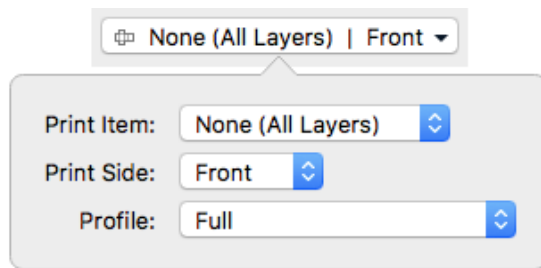 None (All Layers) | Front
Print Item: None (All Layers)
Print Side: Front
Profile: Full